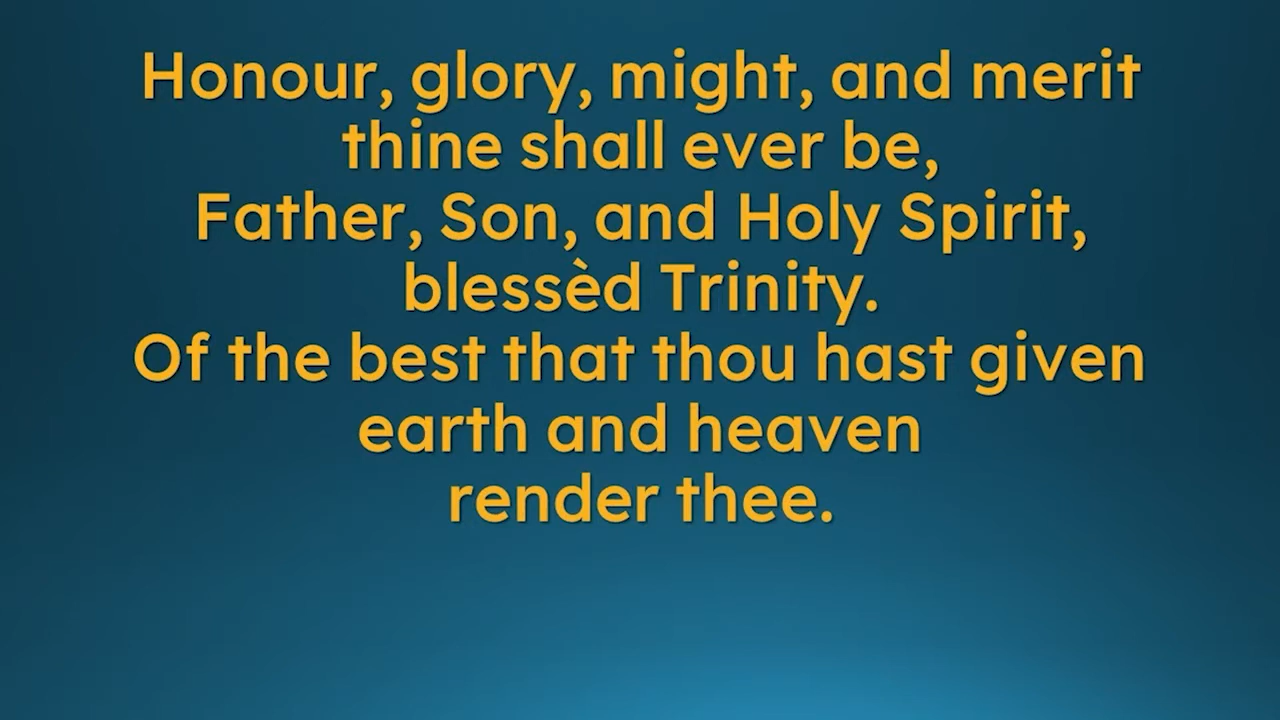 Honour, glory, might, and merit
thine shall ever be,
Father, Son, and Holy Spirit,
blessèd Trinity.
Of the best that thou hast given
earth and heaven
render thee.